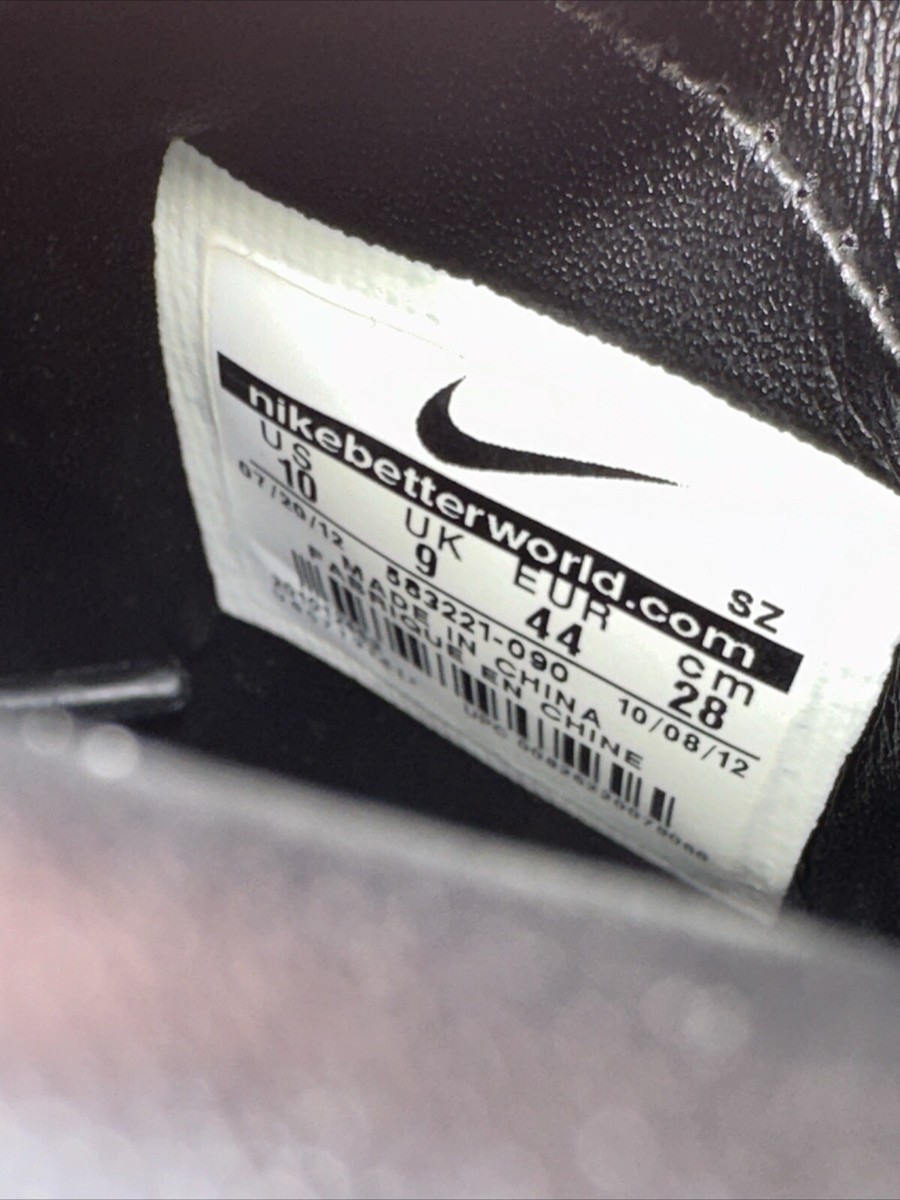 nikebetterworld.com
SZ
US UK EUR cm
10 9 44 28
07/20/12 10/08/12
583221-090
MADE IN CHINA
FABRIQUE EN CHINE